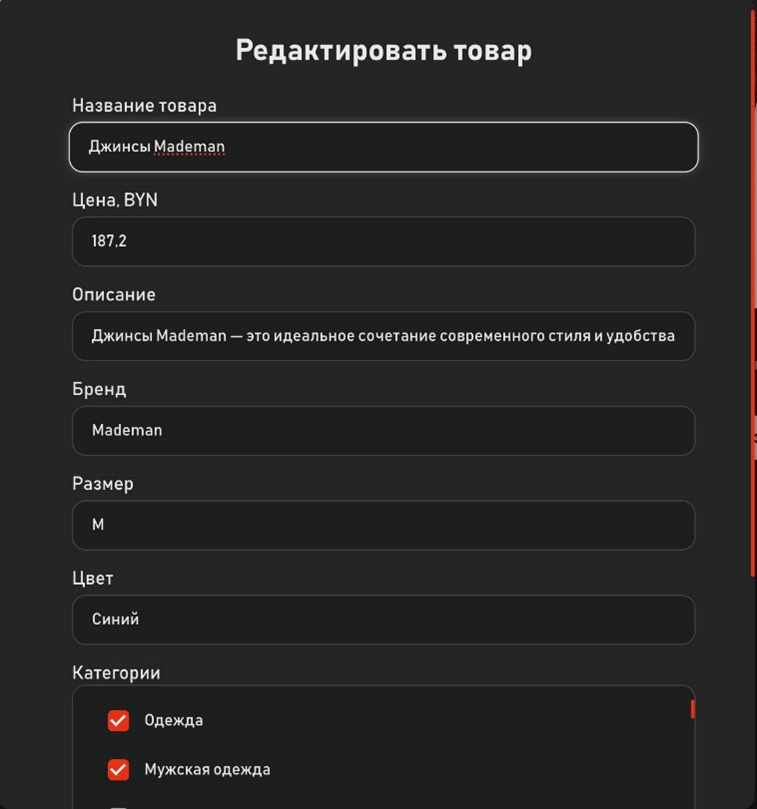 Редактировать товар
Название товара
Джинсы Mademan
Цена, BYN
187,2
Описание
Джинсы Mademan — это идеальное сочетание современного стиля и удобства
Бренд
Mademan
Размер
M
Цвет
Синий
Категории
Одежда
Мужская одежда